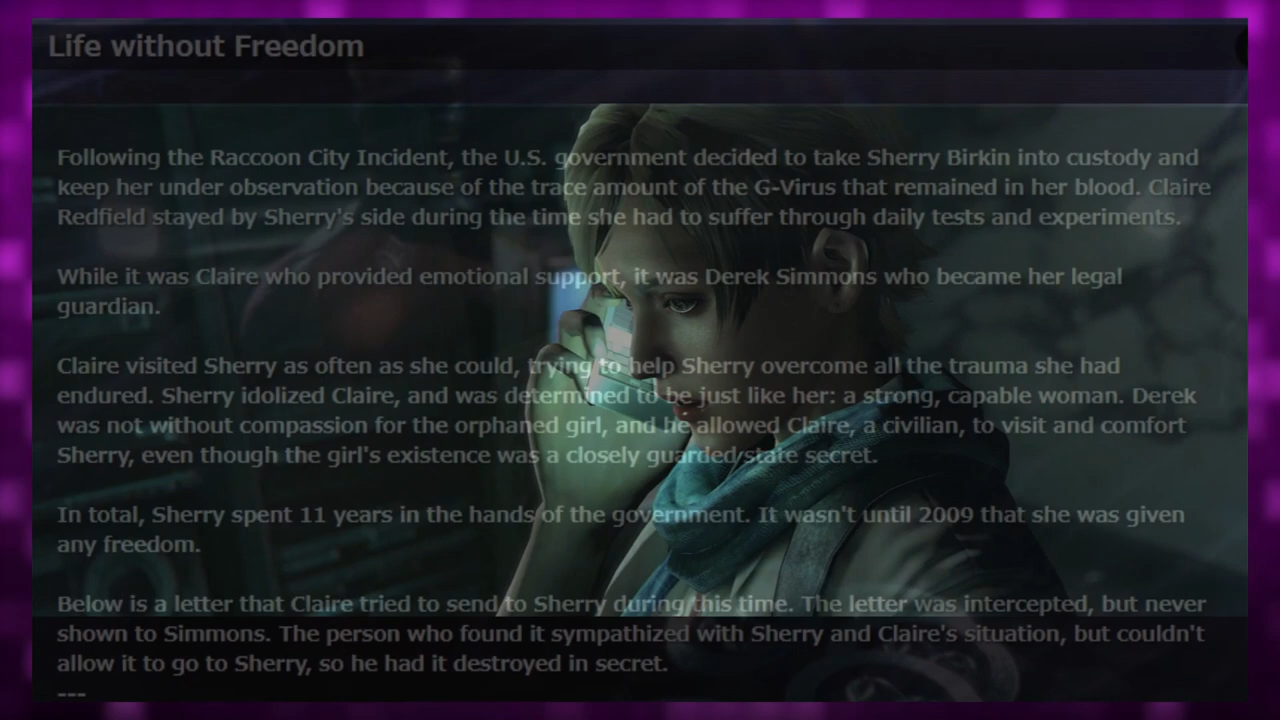 Life without Freedom
Following the Raccoon City Incident, the U.S. government decided to take Sherry Birkin into custody and
keep her under observation because of the trace amount of the G-Virus that remained in her blood. Claire
Redfield stayed by Sherry's side during the time she had to suffer through daily tests and experiments.
While it was Claire who provided emotional support, it was Derek Simmons who became her legal
guardian.
Claire visited Sherry as often as she could, trying to help Sherry overcome all the trauma she had
endured. Sherry idolized Claire, and was determined to be just like her: a strong, capable woman. Derek
was not without compassion for the orphaned girl, and he allowed Claire, a civilian, to visit and comfort
Sherry, even though the girl's existence was a closely guarded state secret.
In total, Sherry spent 11 years in the hands of the government. It wasn't until 2009 that she was given
any freedom.
Below is a letter that Claire tried to send to Sherry during this time. The letter was intercepted, but never
shown to Simmons. The person who found it sympathized with Sherry and Claire's situation, but couldn't
allow it to go to Sherry, so he had it destroyed in secret.
---